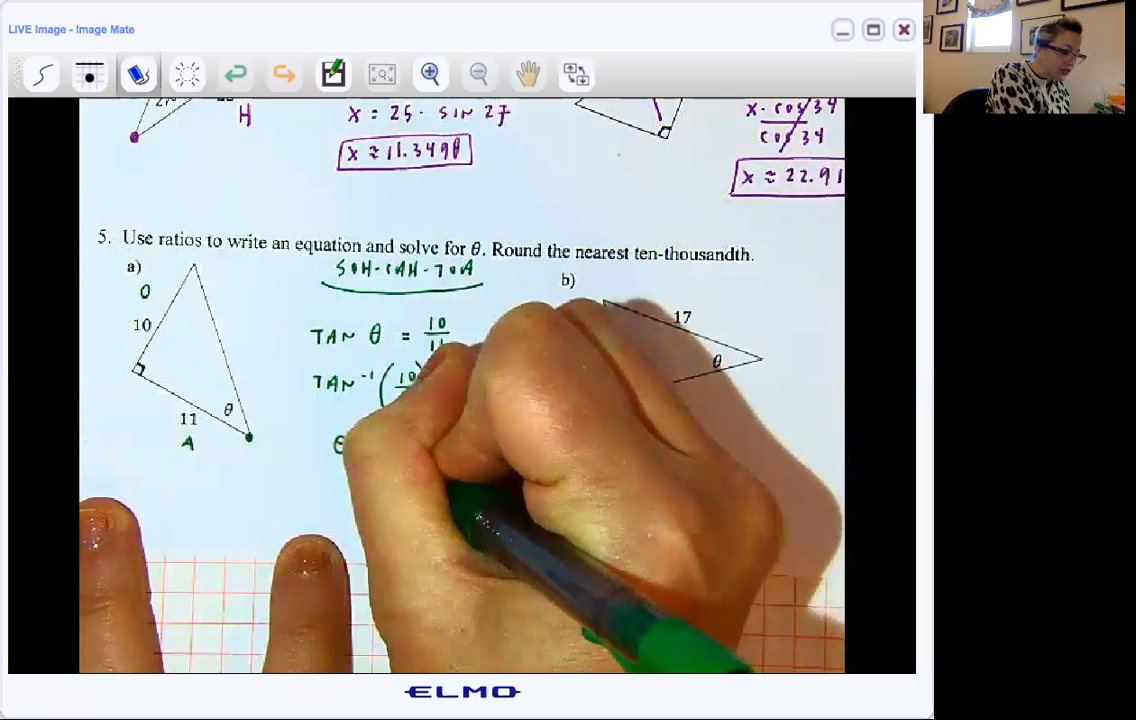 LIVE Image - Image Mate
27°
H
x = 25 · sin 27
x ≈ 11.3498
x · cos 34
cos 34
x ≈ 22.91
5. Use ratios to write an equation and solve for θ. Round the nearest ten-thousandth.
a)
SOH-CAH-TOA
b)
O
10
TAN θ = 10
17
θ
TAN⁻¹ (10
11
θ
A
θ
ELMO